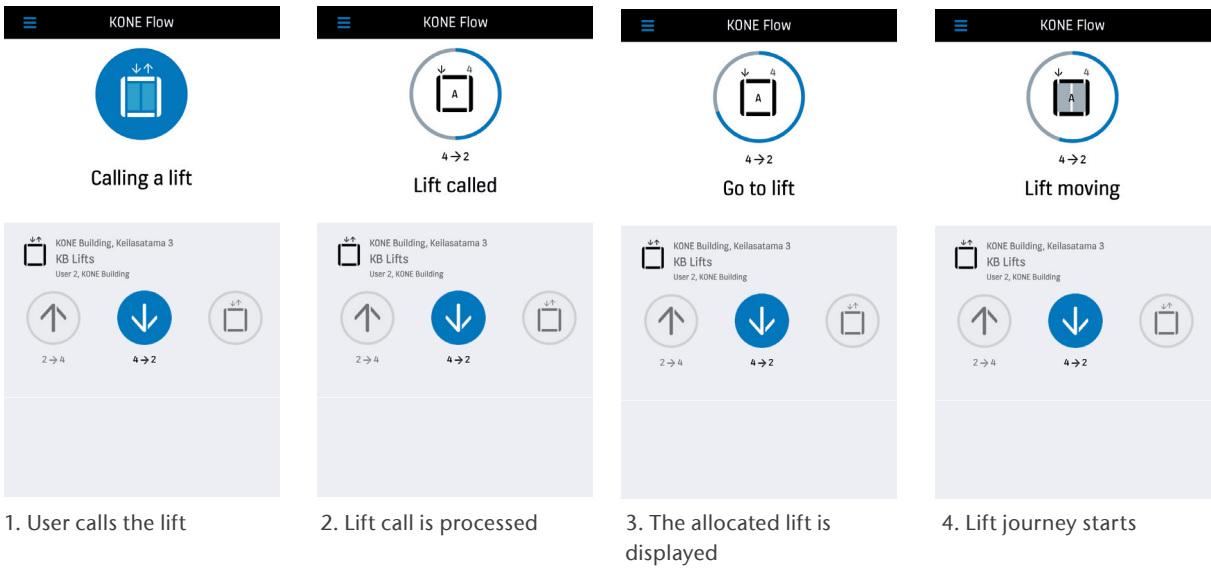 KONE Flow
↓↑
Calling a lift
↓↑
KONE Building, Keilasatama 3
KB Lifts
User 2, KONE Building
↑
↓
↓↑
2→4
4→2
1. User calls the lift
KONE Flow
↓ 4
A
4→2
Lift called
↓↑
KONE Building, Keilasatama 3
KB Lifts
User 2, KONE Building
↑
↓
↓↑
2→4
4→2
2. Lift call is processed
KONE Flow
↓ 4
A
4→2
Go to lift
↓↑
KONE Building, Keilasatama 3
KB Lifts
User 2, KONE Building
↑
↓
↓↑
2→4
4→2
3. The allocated lift is
displayed
KONE Flow
↓ 4
A
4→2
Lift moving
↓↑
KONE Building, Keilasatama 3
KB Lifts
User 2, KONE Building
↑
↓
↓↑
2→4
4→2
4. Lift journey starts